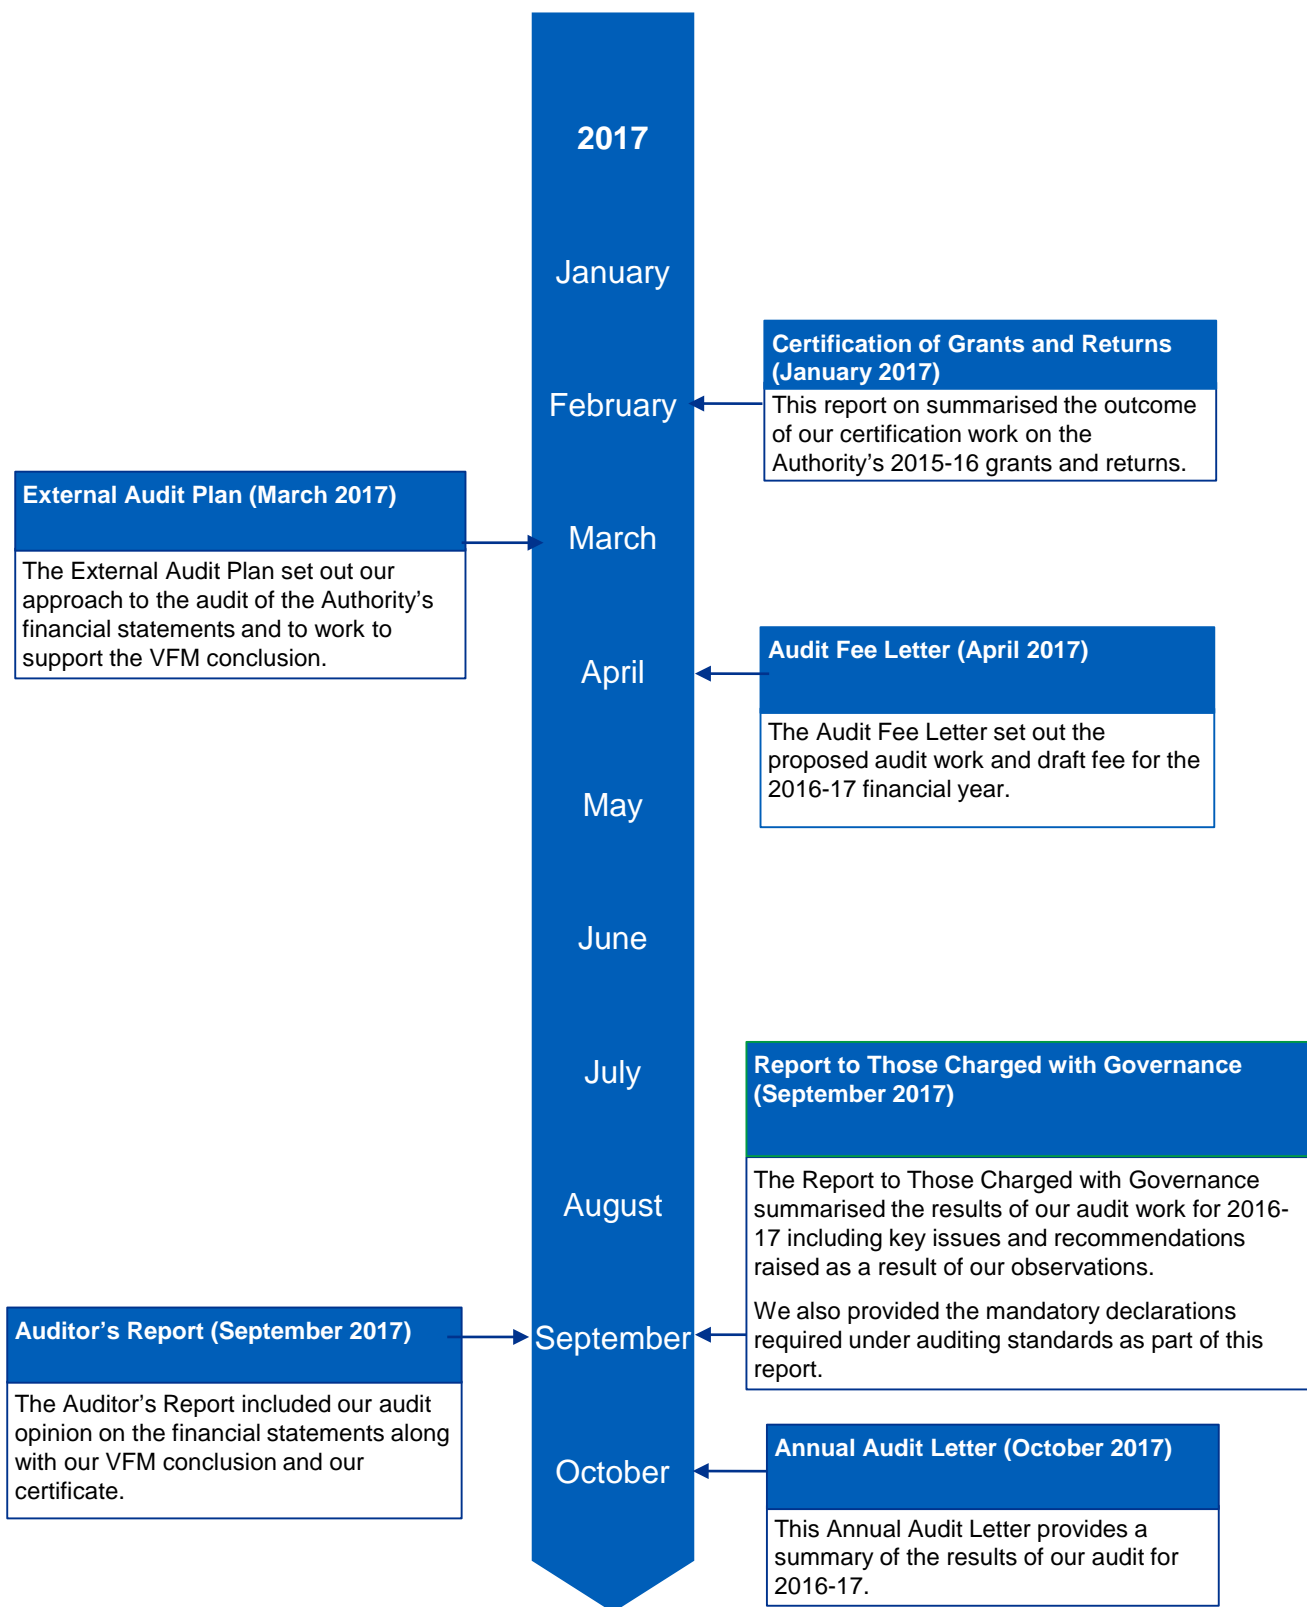 2017
January
Certification of Grants and Returns
(January 2017)
This report on summarised the outcome
of our certification work on the
Authority's 2015-16 grants and returns.
February
External Audit Plan (March 2017)
The External Audit Plan set out our
approach to the audit of the Authority's
financial statements and to work to
support the VFM conclusion.
March
Audit Fee Letter (April 2017)
The Audit Fee Letter set out the
proposed audit work and draft fee for the
2016-17 financial year.
April
May
June
July
Report to Those Charged with Governance
(September 2017)
The Report to Those Charged with Governance
summarised the results of our audit work for 2016-
17 including key issues and recommendations
raised as a result of our observations.
We also provided the mandatory declarations
required under auditing standards as part of this
report.
August
Auditor's Report (September 2017)
The Auditor's Report included our audit
opinion on the financial statements along
with our VFM conclusion and our
certificate.
September
Annual Audit Letter (October 2017)
This Annual Audit Letter provides a
summary of the results of our audit for
2016-17.
October